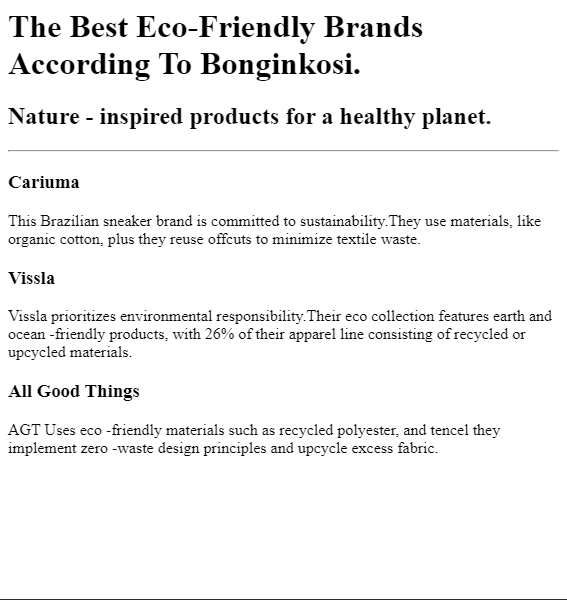 The Best Eco-Friendly Brands
According To Bonginkosi.
Nature - inspired products for a healthy planet.
Cariuma
This Brazilian sneaker brand is committed to sustainability.They use materials, like
organic cotton, plus they reuse offcuts to minimize textile waste.
Vissla
Vissla prioritizes environmental responsibility.Their eco collection features earth and
ocean -friendly products, with 26% of their apparel line consisting of recycled or
upcycled materials.
All Good Things
AGT Uses eco -friendly materials such as recycled polyester, and tencel they
implement zero -waste design principles and upcycle excess fabric.